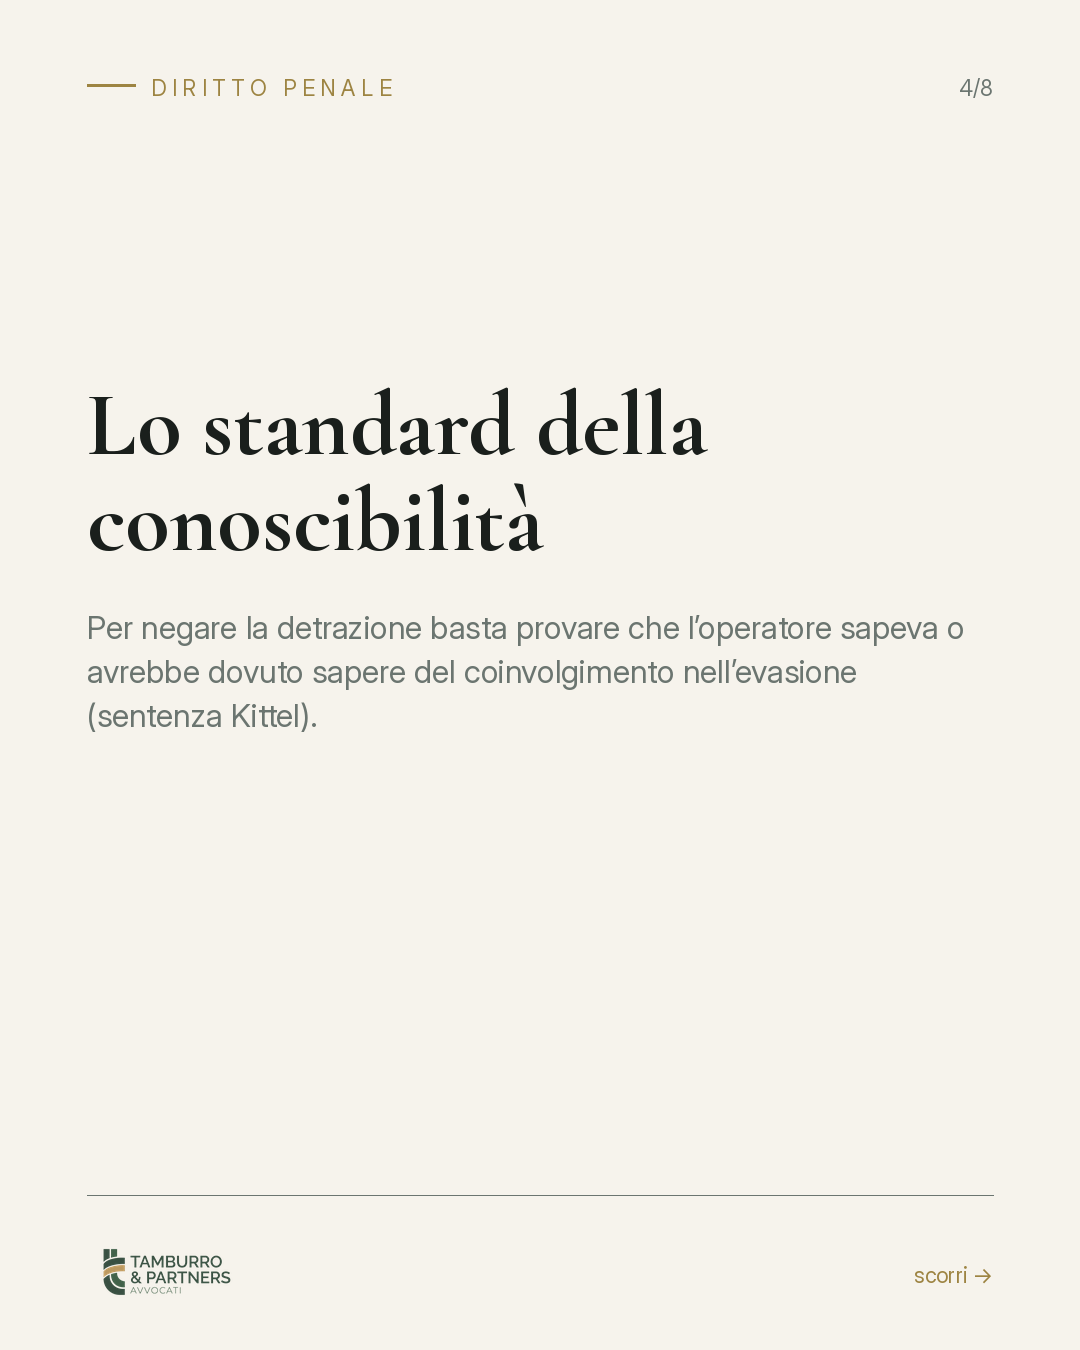 DIRITTO PENALE
4/8
Lo standard della
conoscibilità
Per negare la detrazione basta provare che l’operatore sapeva o
avrebbe dovuto sapere del coinvolgimento nell’evasione
(sentenza Kittel).
TAMBURRO
& PARTNERS
AVVOCATI
scorri →